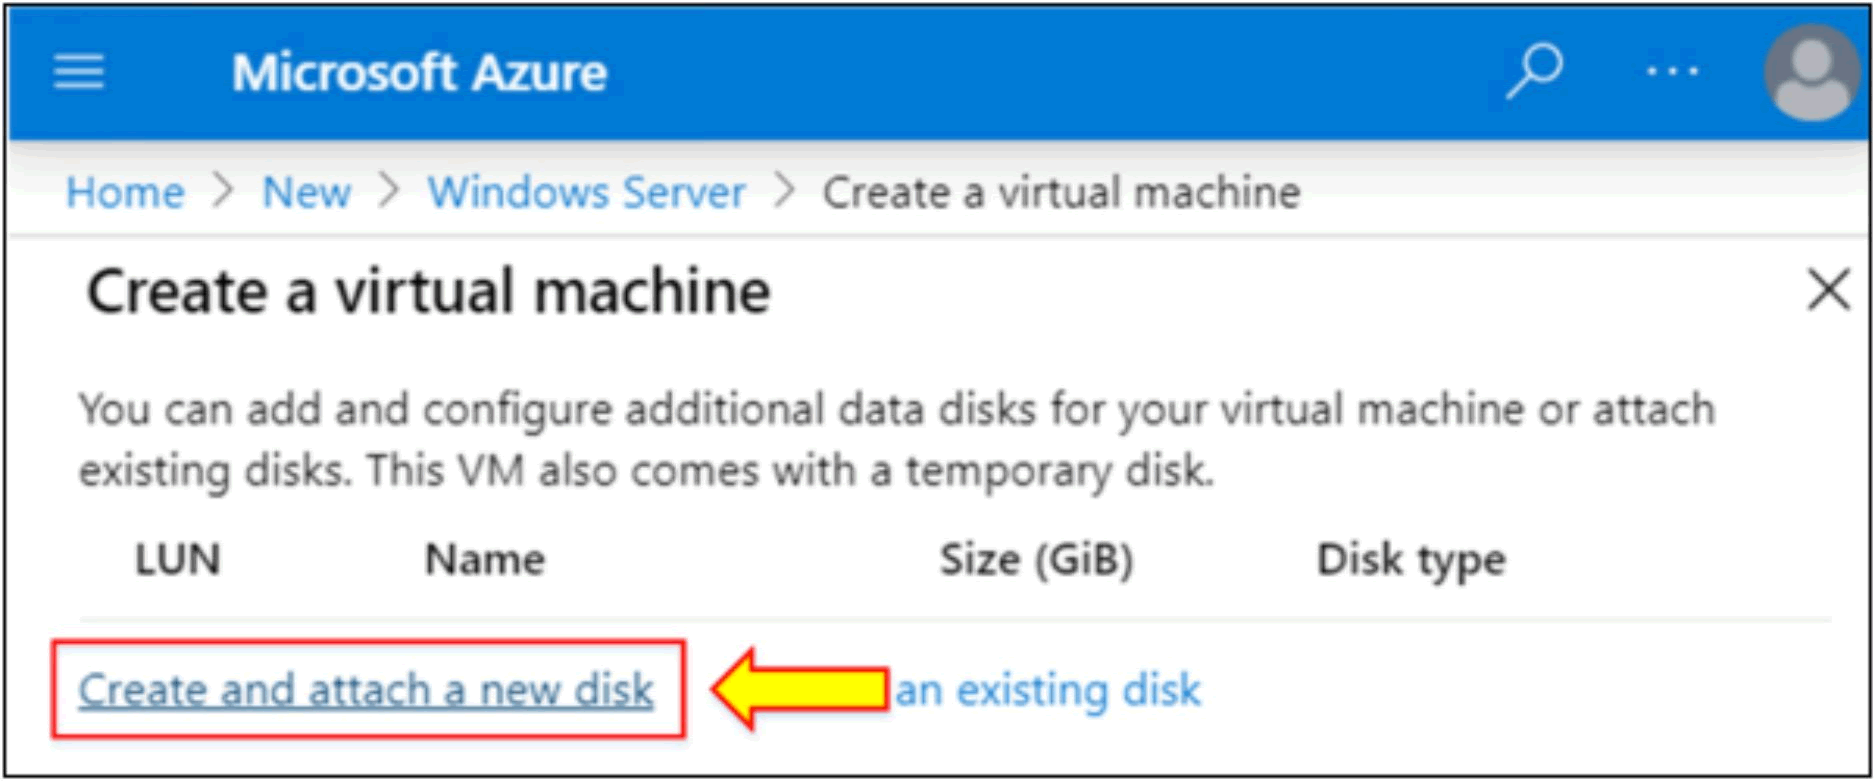 Microsoft Azure
Home > New > Windows Server > Create a virtual machine
Create a virtual machine
You can add and configure additional data disks for your virtual machine or attach
existing disks. This VM also comes with a temporary disk.
LUN Name Size (GiB) Disk type
Create and attach a new disk an existing disk